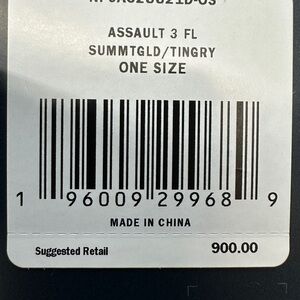 ASSAULT 3 FL
SUMMTGLD/TINGRY
ONE SIZE
1 96009 29968 9
MADE IN CHINA
Suggested Retail 900.00